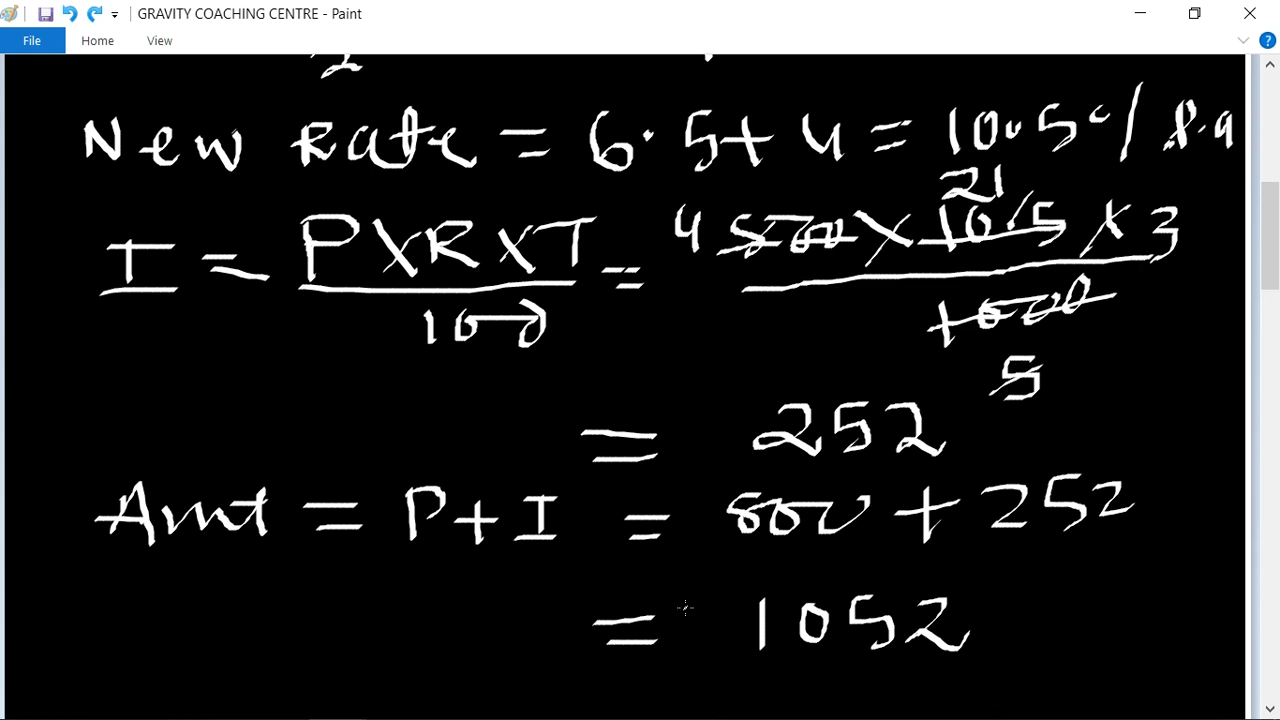 GRAVITY COACHING CENTRE - Paint
File Home View
2
New Rate = 6.5 + 4 = 10.5 % P.a
21
I = P X R X T = 4 800 X 10.5 X 3
100 1000
5
= 252
Amt = P + I = 800 + 252
= 1052